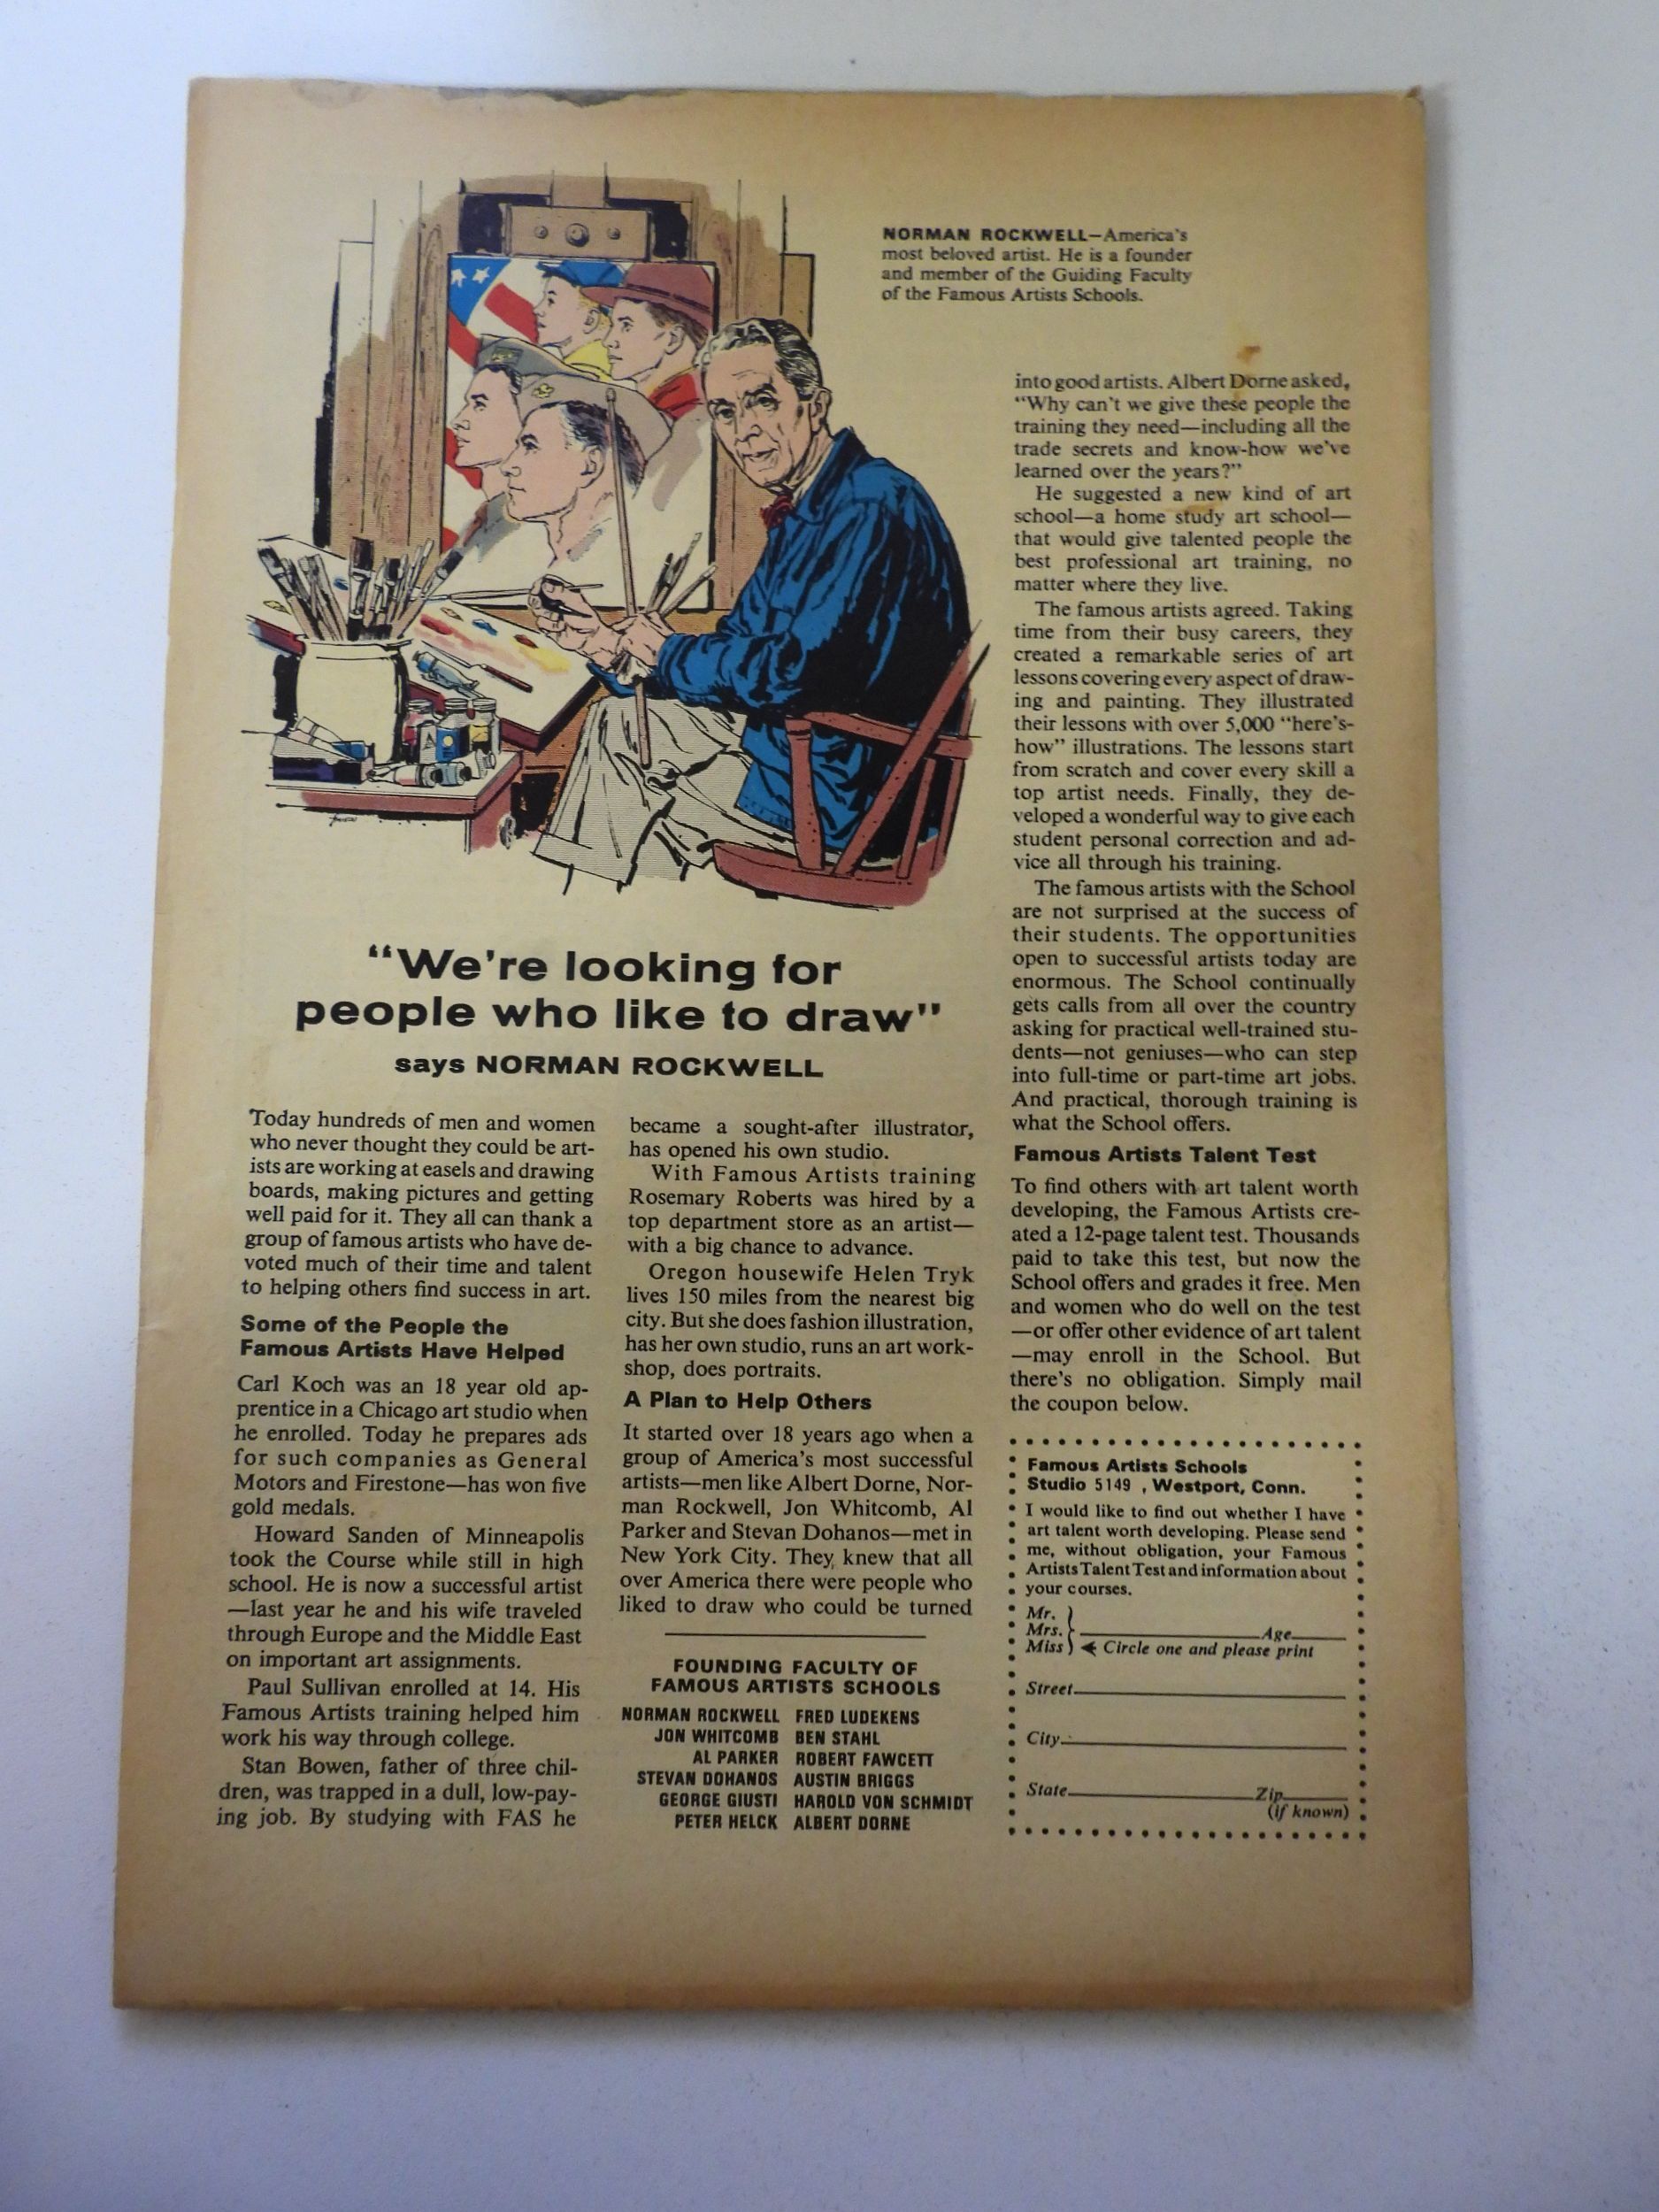 NORMAN ROCKWELL—America's
most beloved artist. He is a founder
and member of the Guiding Faculty
of the Famous Artists Schools.
"We're looking for
people who like to draw"
says NORMAN ROCKWELL
Today hundreds of men and women
who never thought they could be art-
ists are working at easels and drawing
boards, making pictures and getting
well paid for it. They all can thank a
group of famous artists who have de-
voted much of their time and talent
to helping others find success in art.
Some of the People the
Famous Artists Have Helped
Carl Koch was an 18 year old ap-
prentice in a Chicago art studio when
he enrolled. Today he prepares ads
for such companies as General
Motors and Firestone—has won five
gold medals.
Howard Sanden of Minneapolis
took the Course while still in high
school. He is now a successful artist
—last year he and his wife traveled
through Europe and the Middle East
on important art assignments.
Paul Sullivan enrolled at 14. His
Famous Artists training helped him
work his way through college.
Stan Bowen, father of three chil-
dren, was trapped in a dull, low-pay-
ing job. By studying with FAS he
became a sought-after illustrator,
has opened his own studio.
With Famous Artists training
Rosemary Roberts was hired by a
top department store as an artist—
with a big chance to advance.
Oregon housewife Helen Tryk
lives 150 miles from the nearest big
city. But she does fashion illustration,
has her own studio, runs an art work-
shop, does portraits.
A Plan to Help Others
It started over 18 years ago when a
group of America's most successful
artists—men like Albert Dorne, Nor-
man Rockwell, Jon Whitcomb, Al
Parker and Stevan Dohanos—met in
New York City. They knew that all
over America there were people who
liked to draw who could be turned
FOUNDING FACULTY OF
FAMOUS ARTISTS SCHOOLS
NORMAN ROCKWELL FRED LUDEKENS
JON WHITCOMB BEN STAHL
AL PARKER ROBERT FAWCETT
STEVAN DOHANOS AUSTIN BRIGGS
GEORGE GIUSTI HAROLD VON SCHMIDT
PETER HELCK ALBERT DORNE
into good artists. Albert Dorne asked,
"Why can't we give these people the
training they need—including all the
trade secrets and know-how we've
learned over the years?"
He suggested a new kind of art
school—a home study art school—
that would give talented people the
best professional art training, no
matter where they live.
The famous artists agreed. Taking
time from their busy careers, they
created a remarkable series of art
lessons covering every aspect of draw-
ing and painting. They illustrated
their lessons with over 5,000 "here's-
how" illustrations. The lessons start
from scratch and cover every skill a
top artist needs. Finally, they de-
veloped a wonderful way to give each
student personal correction and ad-
vice all through his training.
The famous artists with the School
are not surprised at the success of
their students. The opportunities
open to successful artists today are
enormous. The School continually
gets calls from all over the country
asking for practical well-trained stu-
dents—not geniuses—who can step
into full-time or part-time art jobs.
And practical, thorough training is
what the School offers.
Famous Artists Talent Test
To find others with art talent worth
developing, the Famous Artists cre-
ated a 12-page talent test. Thousands
paid to take this test, but now the
School offers and grades it free. Men
and women who do well on the test
—or offer other evidence of art talent
—may enroll in the School. But
there's no obligation. Simply mail
the coupon below.
Famous Artists Schools
Studio 5149 , Westport, Conn.
I would like to find out whether I have
art talent worth developing. Please send
me, without obligation, your Famous
Artists Talent Test and information about
your courses.
Mr.
Mrs. Age
Miss Circle one and please print
Street
City
State Zip
(if known)